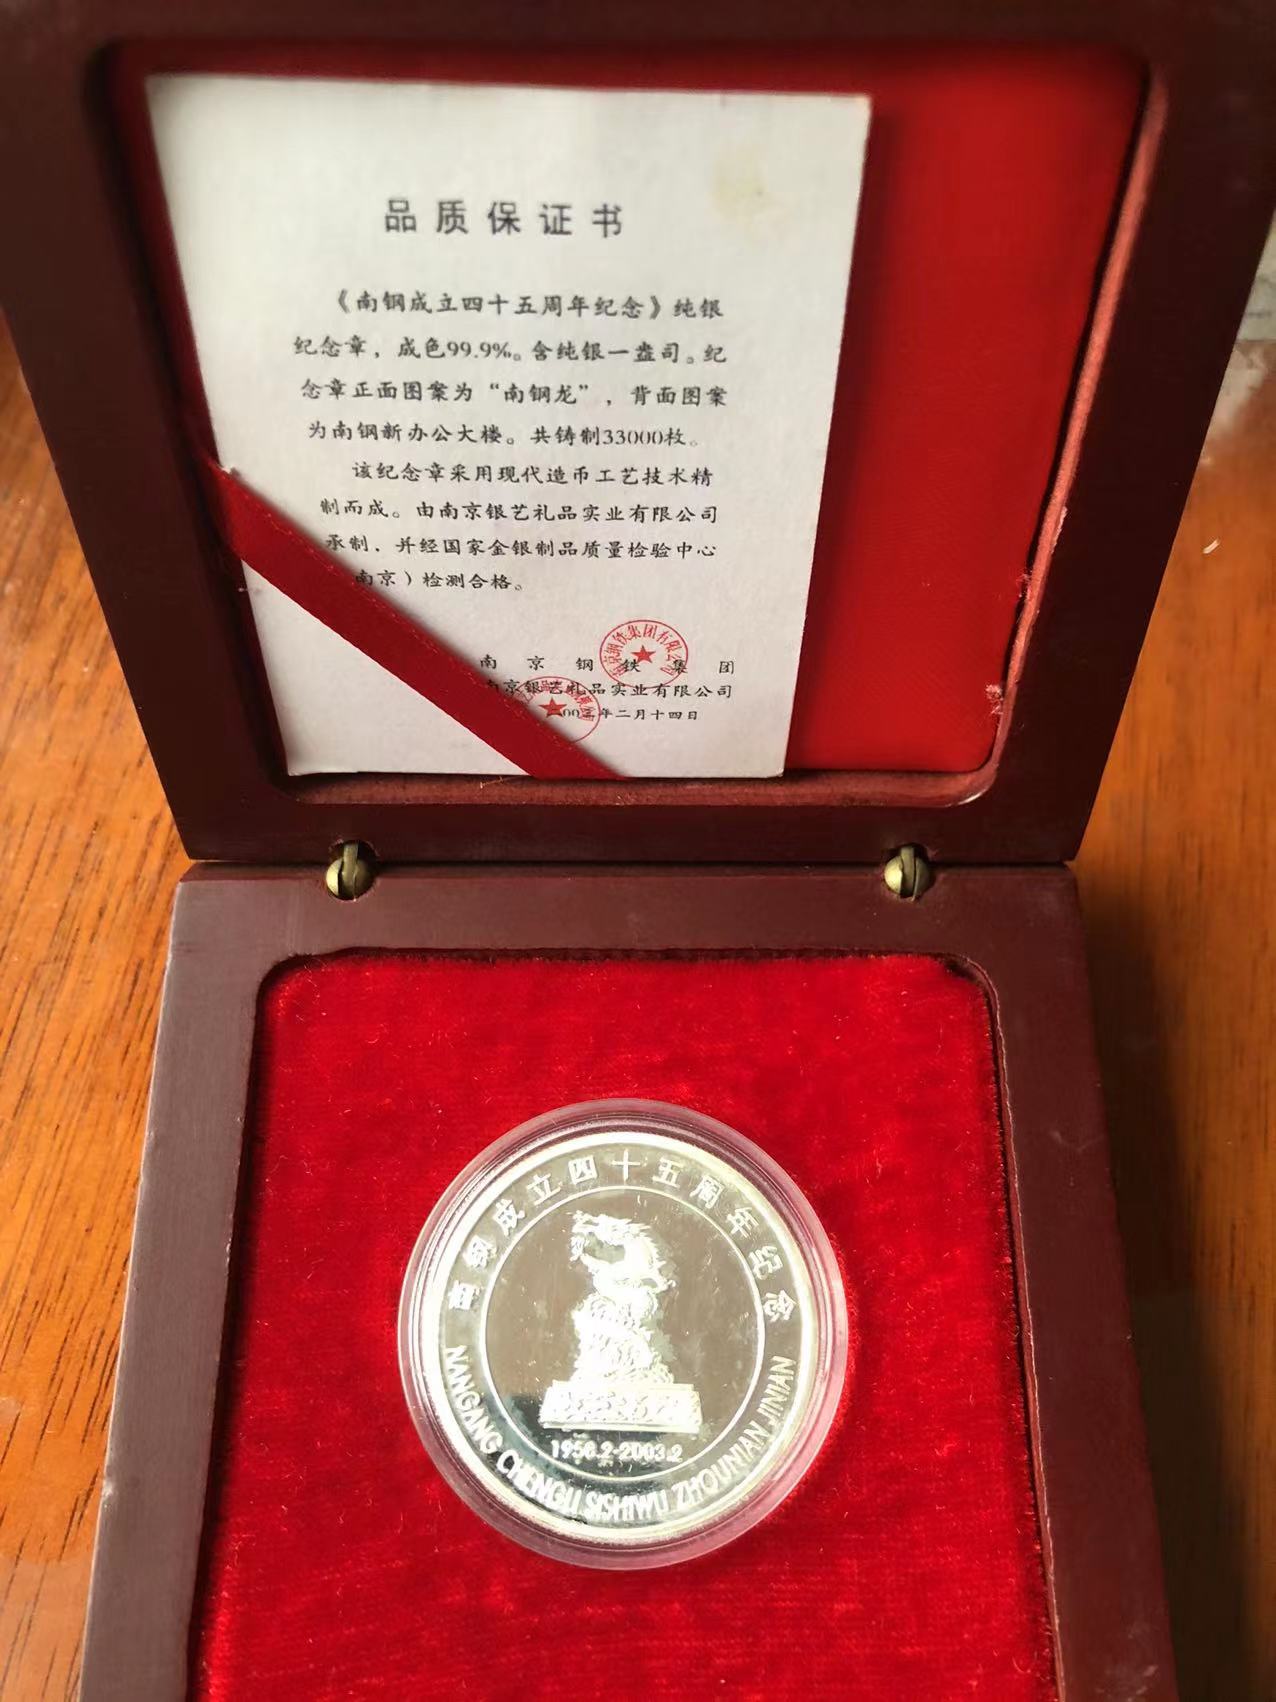 品质保证书
《南钢成立四十五周年纪念》纯银
纪念章，成色99.9%。含纯银一盎司。纪
念章正面图案为“南钢龙”，背面图案
为南钢新办公大楼。共铸制33000枚。
该纪念章采用现代造币工艺技术精
制而成。由南京银艺礼品实业有限公司
承制，并经国家金银制品质量检验中心
南京）检测合格。
南京钢铁集团
南京银艺礼品实业有限公司
年二月十四日
南钢成立四十五周年纪念
1958.2-2003.2
NANGANG CHENGLI SISHIWU ZHOUNIAN JINIAN